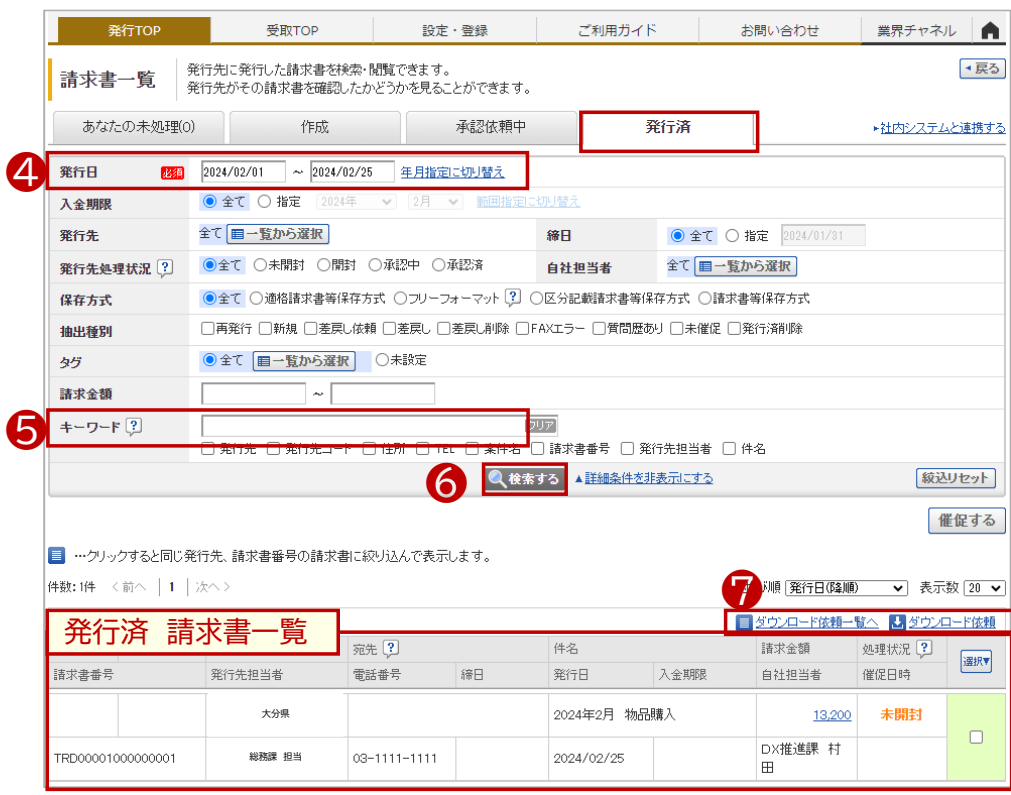 発行TOP 受取TOP 設定・登録 ご利用ガイド お問い合わせ 業界チャネル
請求書一覧 発行先に発行した請求書を検索・閲覧できます。
発行先がその請求書を確認したかどうかを見ることができます。
戻る
あなたの未処理(0) 作成 承認依頼中 発行済 ▸社内システムと連携する
4 発行日 必須 2024/02/01 ～ 2024/02/25 年月指定に切り替え
入金期限 全て 指定 2024年 2月 範囲指定に切り替え
発行先 全て 一覧から選択 締日 全て 指定 2024/01/31
発行先処理状況 ? 全て 未開封 開封 承認中 承認済 自社担当者 全て 一覧から選択
保存方式 全て 適格請求書等保存方式 フリーフォーマット ? 区分記載請求書等保存方式 請求書等保存方式
抽出種別 再発行 新規 差戻し依頼 差戻し 差戻し削除 FAXエラー 質問歴あり 未催促 発行済削除
タグ 全て 一覧から選択 未設定
請求金額 ～
5 キーワード ? クリア
発行先 発行先コード 住所 TEL 案件名 請求書番号 発行先担当者 件名
6 検索する ▲詳細条件を非表示にする 絞込リセット
催促する
…クリックすると同じ発行先、請求書番号の請求書に絞り込んで表示します。
件数:1件 〈前へ 1 次へ〉 順 発行日(降順) 表示数 20
7
発行済 請求書一覧 ダウンロード依頼一覧へ ダウンロード依頼
宛先 ? 件名 請求金額 処理状況 ? 選択▼
請求書番号 発行先担当者 電話番号 締日 発行日 入金期限 自社担当者 催促日時
大分県 2024年2月 物品購入 13,200 未開封
TRD00001000000001 総務課 担当 03-1111-1111 2024/02/25 DX推進課 村
田